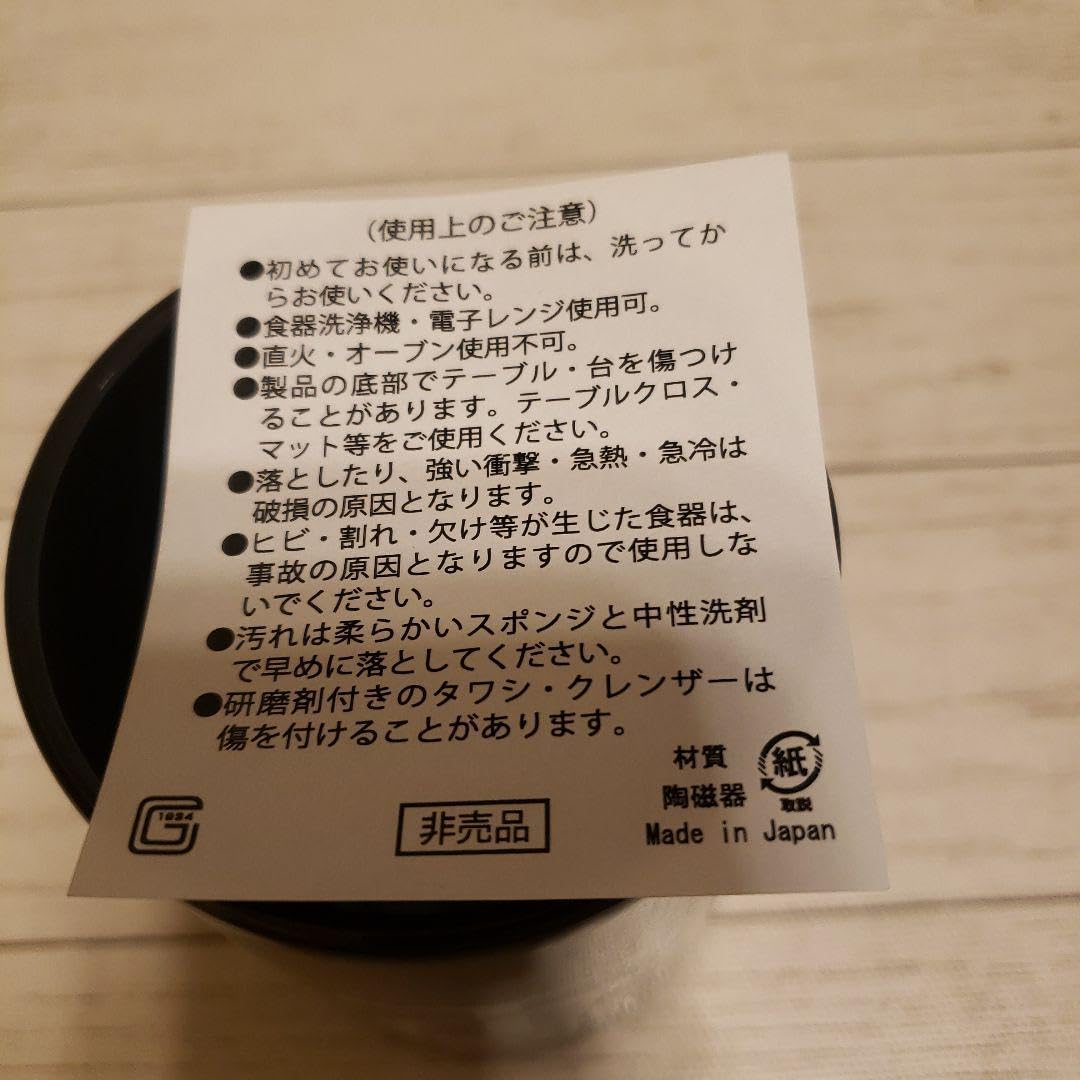 （使用上のご注意）
●初めてお使いになる前は、洗ってか
らお使いください。
●食器洗浄機・電子レンジ使用可。
●直火・オーブン使用不可。
●製品の底部でテーブル・台を傷つけ
ることがあります。テーブルクロス・
マット等をご使用ください。
●落としたり、強い衝撃・急熱・急冷は
破損の原因となります。
●ヒビ・割れ・欠け等が生じた食器は、
事故の原因となりますので使用しな
いでください。
●汚れは柔らかいスポンジと中性洗剤
で早めに落としてください。
●研磨剤付きのタワシ・クレンザーは
傷を付けることがあります。
材質
陶磁器
紙
取説
G
1934
非売品
Made in Japan